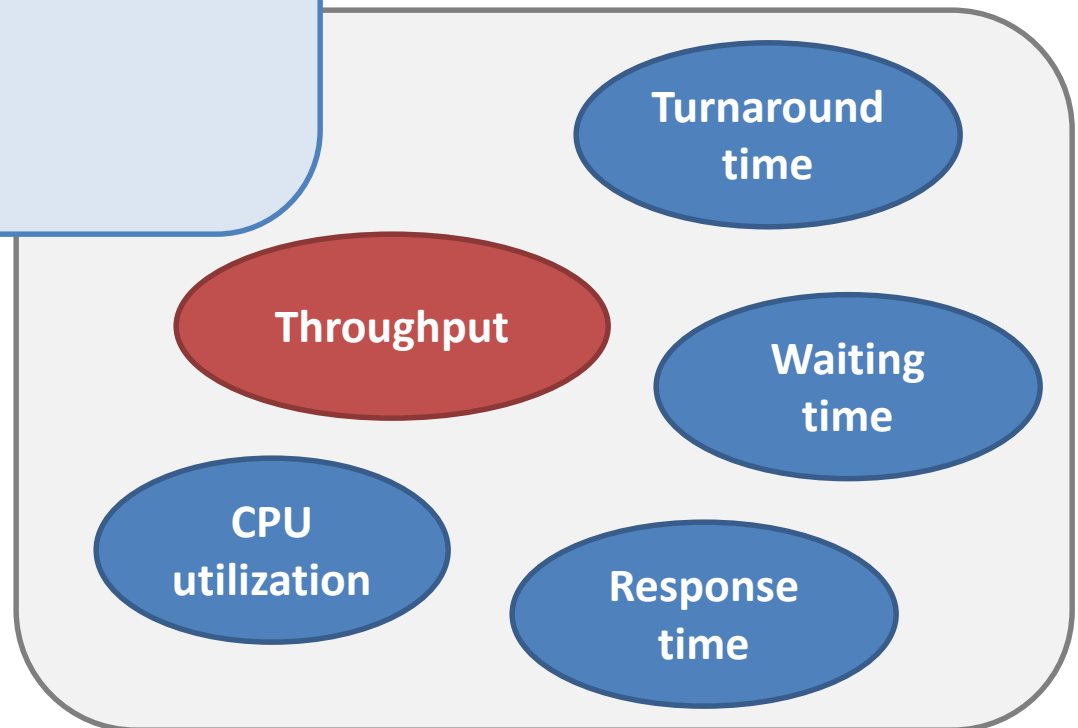 Turnaround
time
Throughput
Waiting
time
CPU
utilization
Response
time